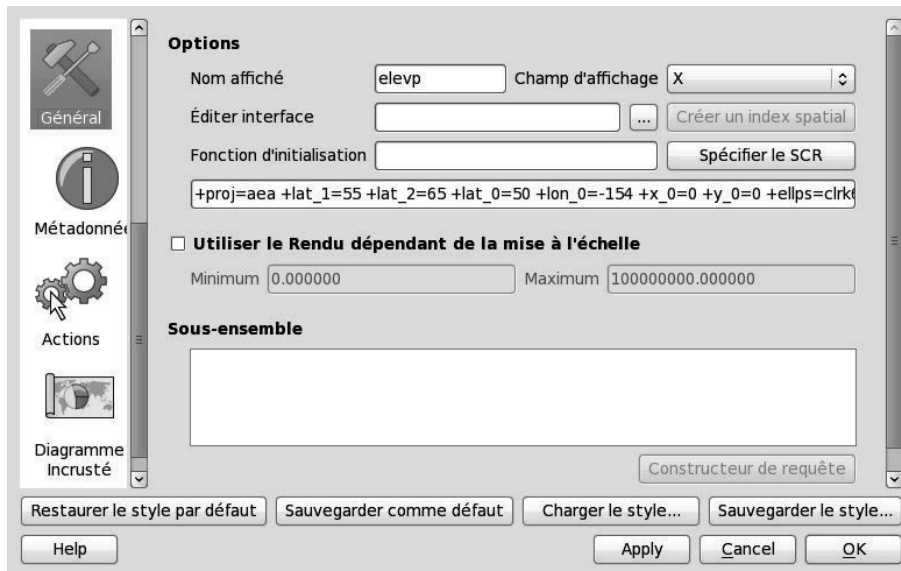 Général
Métadonnée
Actions
Diagramme
Incrusté
Options
Nom affiché elevp Champ d'affichage X
Éditer interface ... Créer un index spatial
Fonction d'initialisation Spécifier le SCR
+proj=aea +lat_1=55 +lat_2=65 +lat_0=50 +lon_0=-154 +x_0=0 +y_0=0 +ellps=clrk6
Utiliser le Rendu dépendant de la mise à l'échelle
Minimum 0.000000 Maximum 100000000.000000
Sous-ensemble
Constructeur de requête
Restaurer le style par défaut Sauvegarder comme défaut Charger le style... Sauvegarder le style...
Help Apply Cancel OK